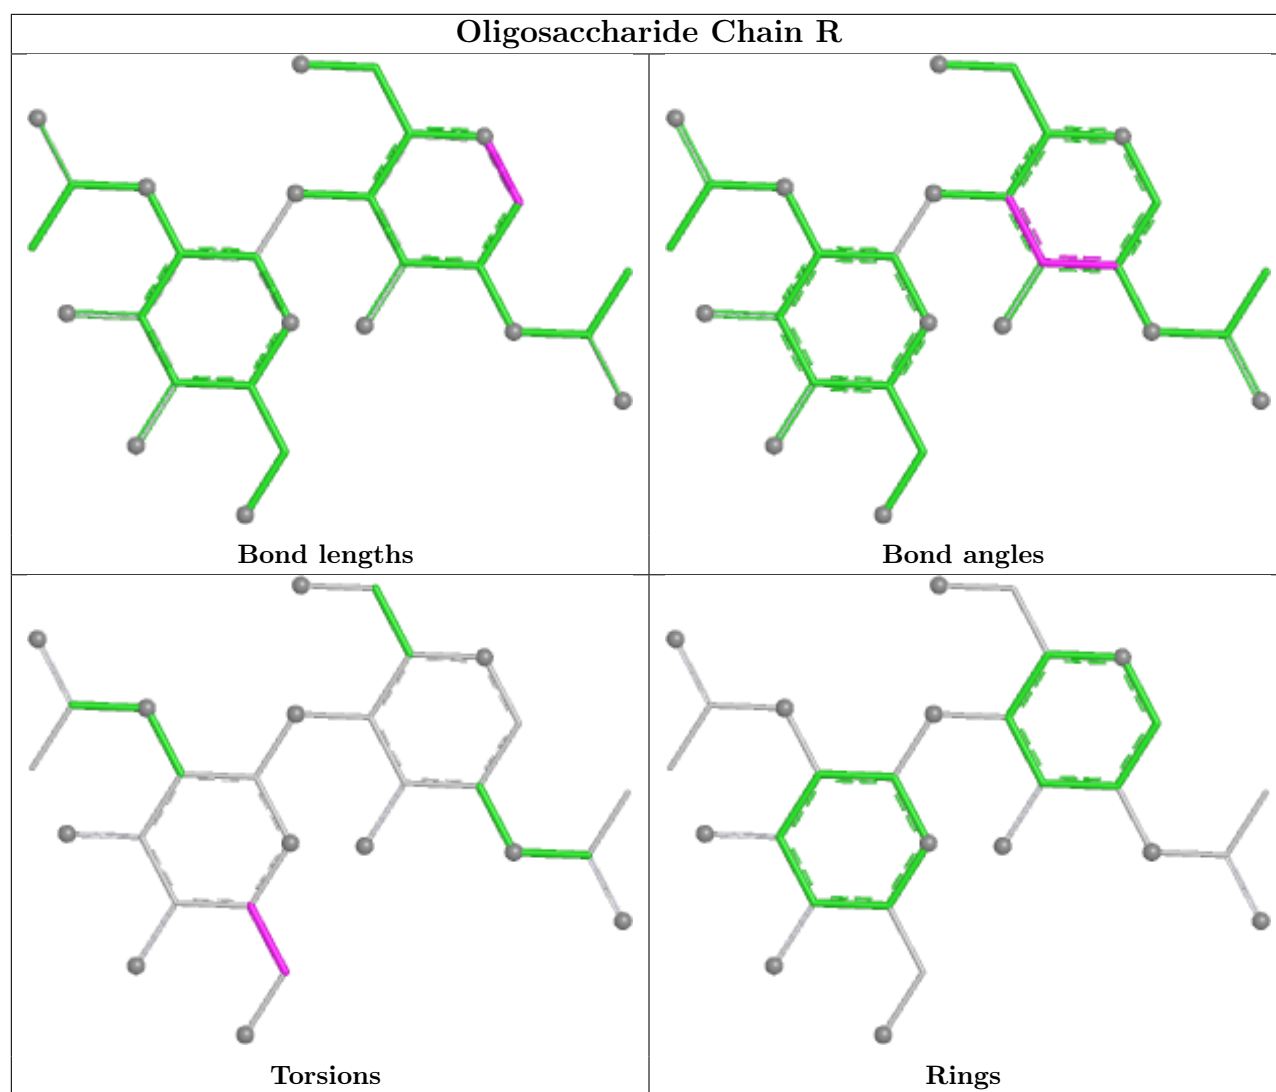 Oligosaccharide Chain R
Bond lengths
Bond angles
Torsions
Rings